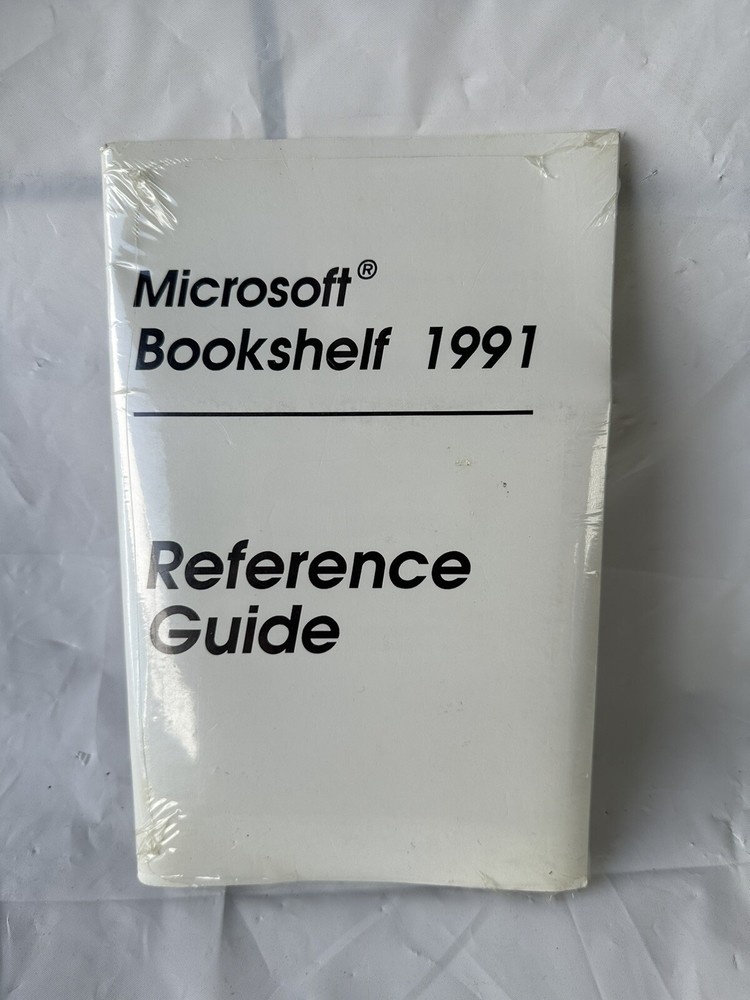 Microsoft®
Bookshelf 1991
Reference
Guide